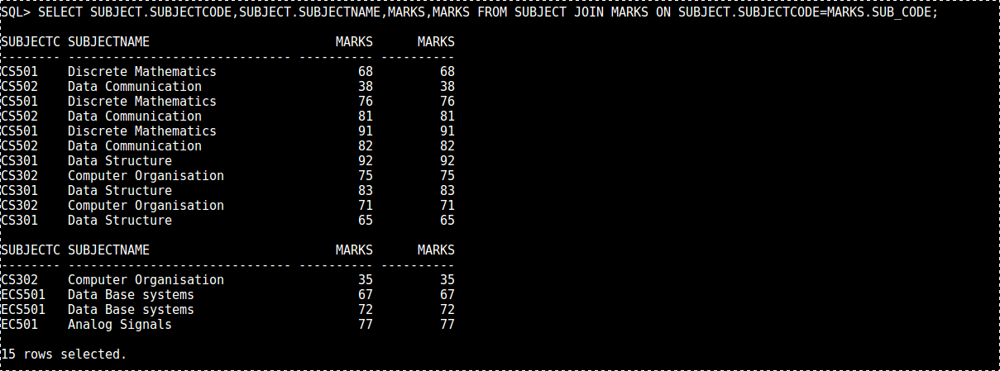 SQL> SELECT SUBJECT.SUBJECTCODE,SUBJECT.SUBJECTNAME,MARKS,MARKS FROM SUBJECT JOIN MARKS ON SUBJECT.SUBJECTCODE=MARKS.SUB_CODE;
SUBJECTC SUBJECTNAME                         MARKS      MARKS
-------- ------------------------------ ---------- ----------
CS501    Discrete Mathematics                   68         68
CS502    Data Communication                     38         38
CS501    Discrete Mathematics                   76         76
CS502    Data Communication                     81         81
CS501    Discrete Mathematics                   91         91
CS502    Data Communication                     82         82
CS301    Data Structure                         92         92
CS302    Computer Organisation                  75         75
CS301    Data Structure                         83         83
CS302    Computer Organisation                  71         71
CS301    Data Structure                         65         65
SUBJECTC SUBJECTNAME                         MARKS      MARKS
-------- ------------------------------ ---------- ----------
CS302    Computer Organisation                  35         35
ECS501   Data Base systems                      67         67
ECS501   Data Base systems                      72         72
EC501    Analog Signals                         77         77
15 rows selected.